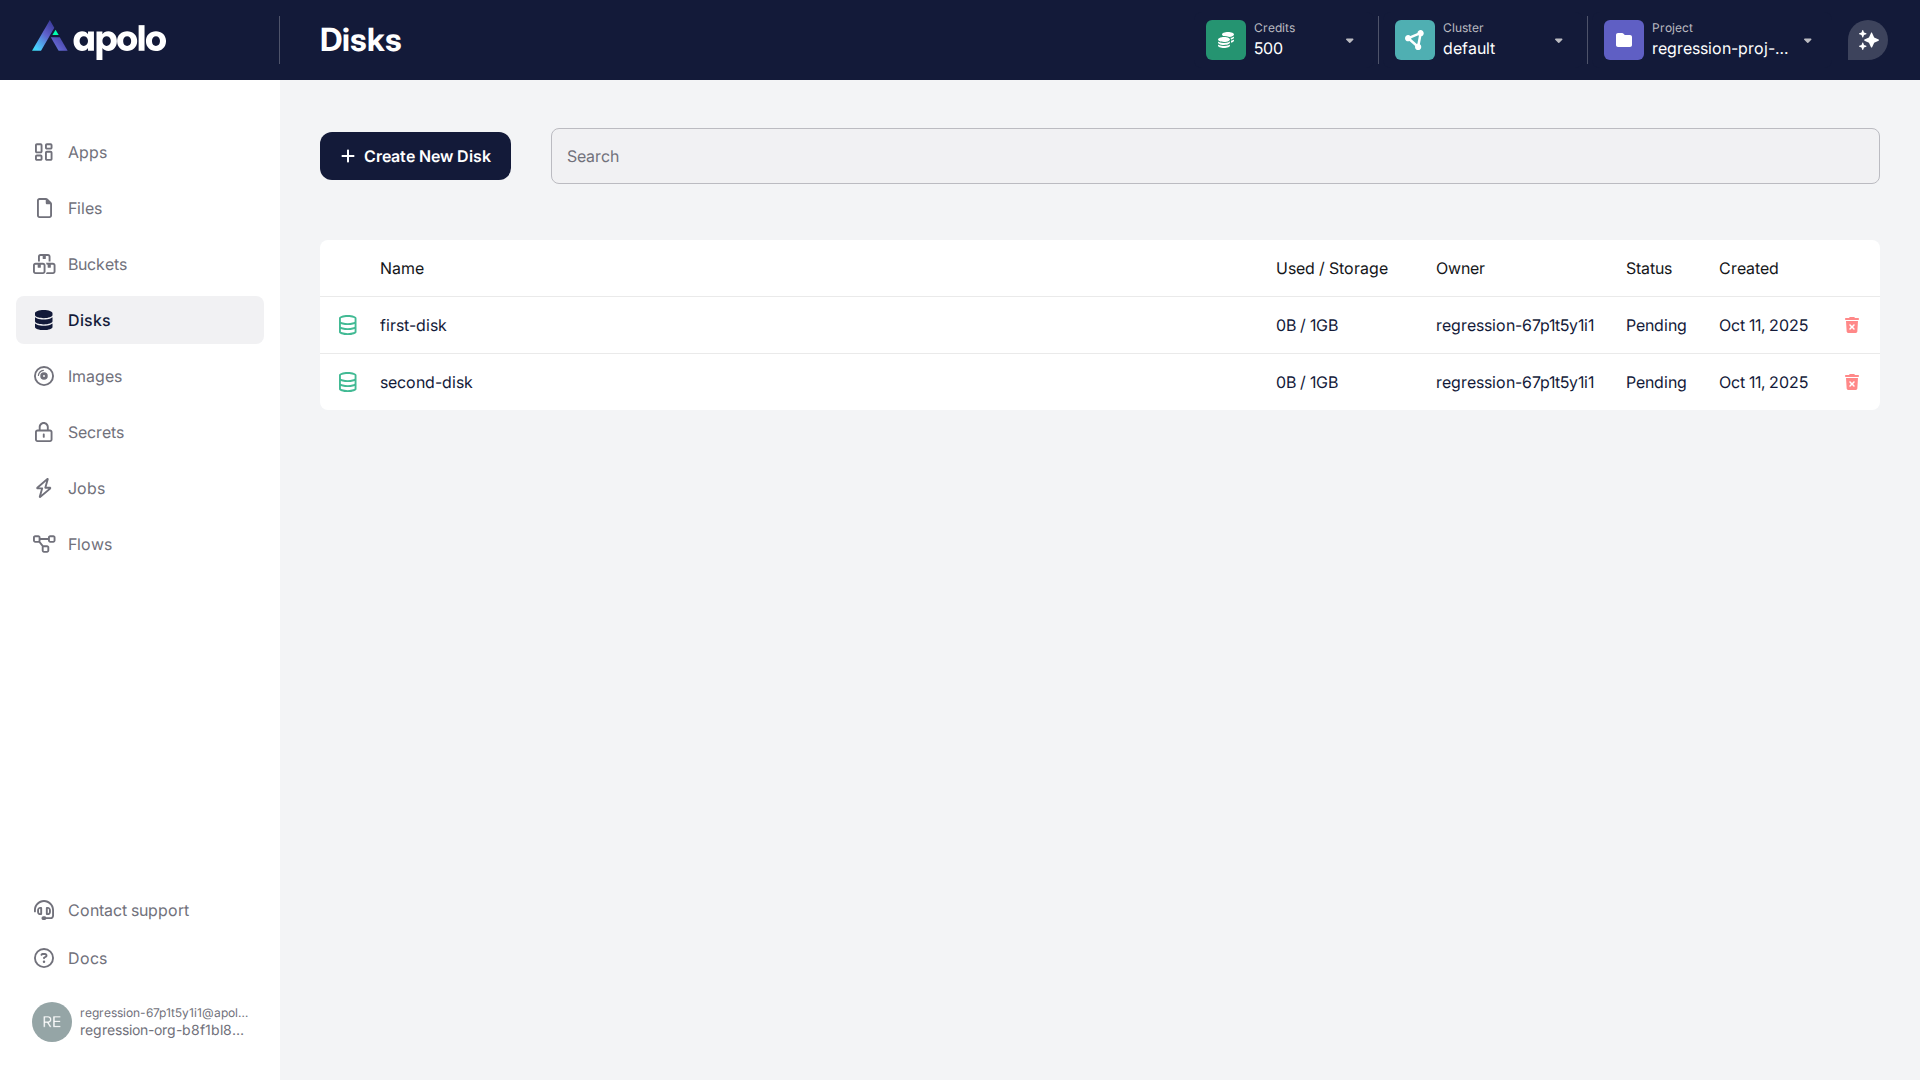 apolo
Disks
Credits
500
Cluster
default
Project
regression-proj-...
Apps
Files
Buckets
Disks
Images
Secrets
Jobs
Flows
Create New Disk
Search
Name Used / Storage Owner Status Created
first-disk 0B / 1GB regression-67p1t5y1i1 Pending Oct 11, 2025
second-disk 0B / 1GB regression-67p1t5y1i1 Pending Oct 11, 2025
Contact support
Docs
RE
regression-67p1t5y1i1@apol...
regression-org-b8f1bl8...